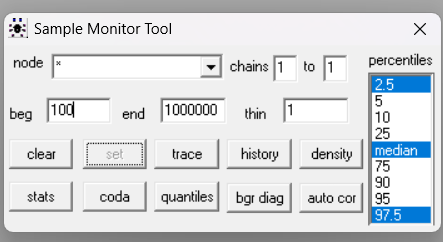 Sample Monitor Tool
node * chains 1 to 1 percentiles
beg 100 end 1000000 thin 1
clear set trace history density
stats coda quantiles bgr diag auto cor
2.5
5
10
25
median
75
90
95
97.5